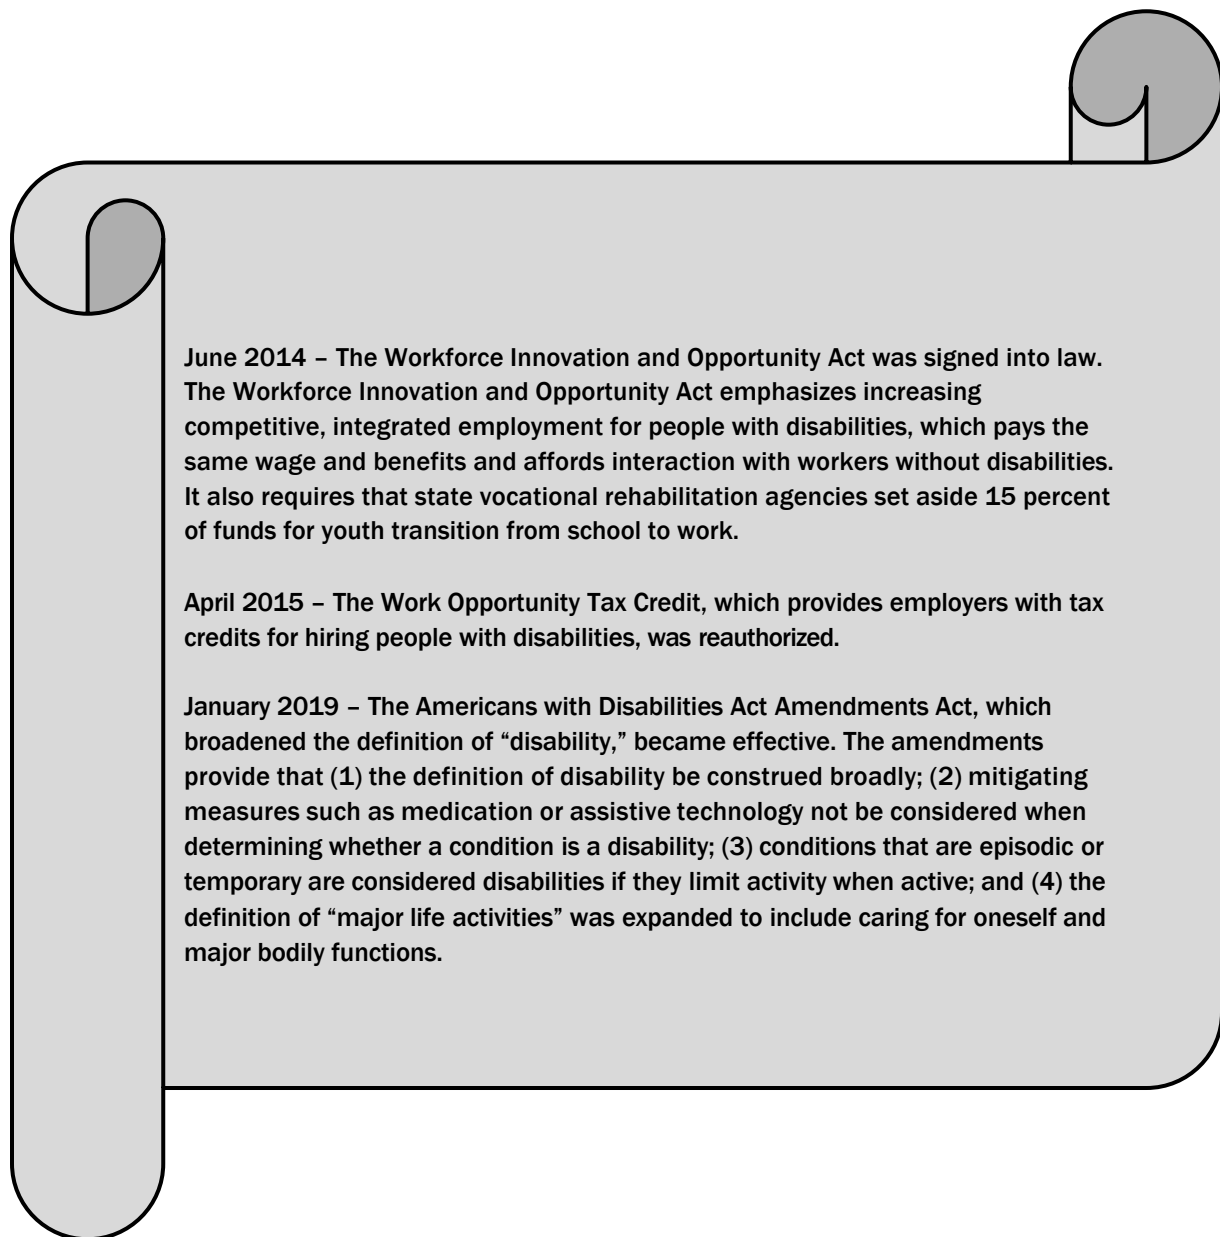 June 2014 – The Workforce Innovation and Opportunity Act was signed into law.
The Workforce Innovation and Opportunity Act emphasizes increasing
competitive, integrated employment for people with disabilities, which pays the
same wage and benefits and affords interaction with workers without disabilities.
It also requires that state vocational rehabilitation agencies set aside 15 percent
of funds for youth transition from school to work.
April 2015 – The Work Opportunity Tax Credit, which provides employers with tax
credits for hiring people with disabilities, was reauthorized.
January 2019 – The Americans with Disabilities Act Amendments Act, which
broadened the definition of “disability,” became effective. The amendments
provide that (1) the definition of disability be construed broadly; (2) mitigating
measures such as medication or assistive technology not be considered when
determining whether a condition is a disability; (3) conditions that are episodic or
temporary are considered disabilities if they limit activity when active; and (4) the
definition of “major life activities” was expanded to include caring for oneself and
major bodily functions.